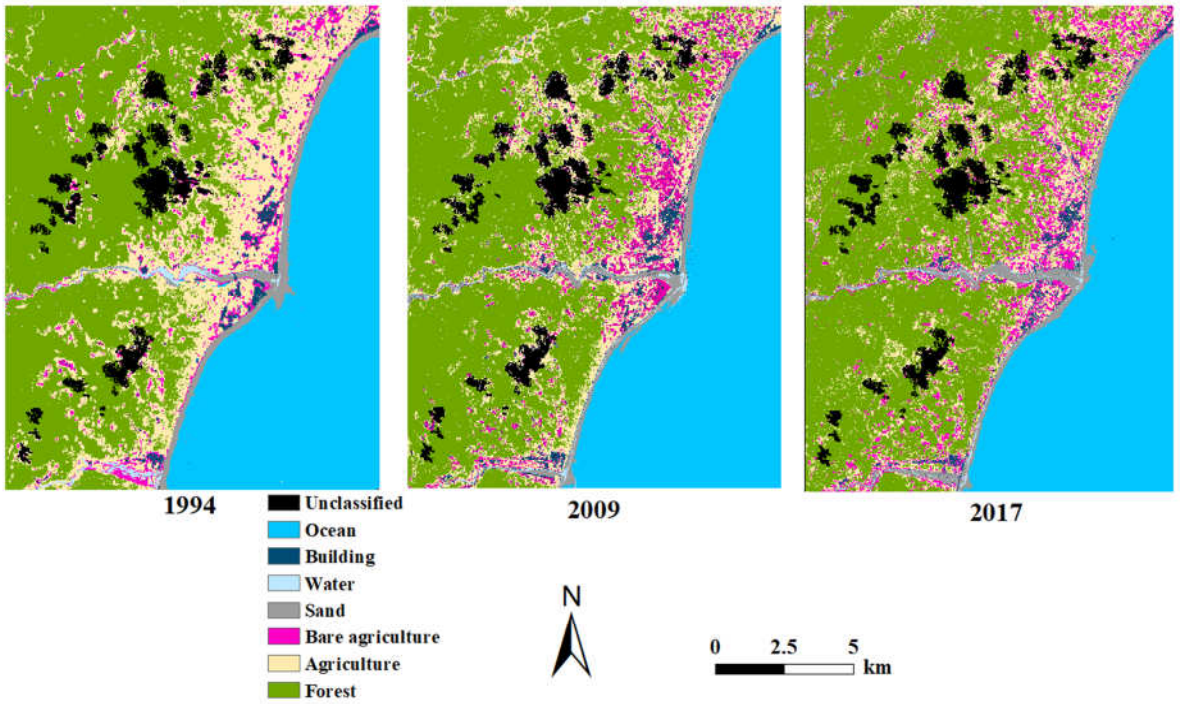 1994
2009
2017
Unclassified
Ocean
Building
Water
Sand
Bare agriculture
Agriculture
Forest
N
0 2.5 5
km